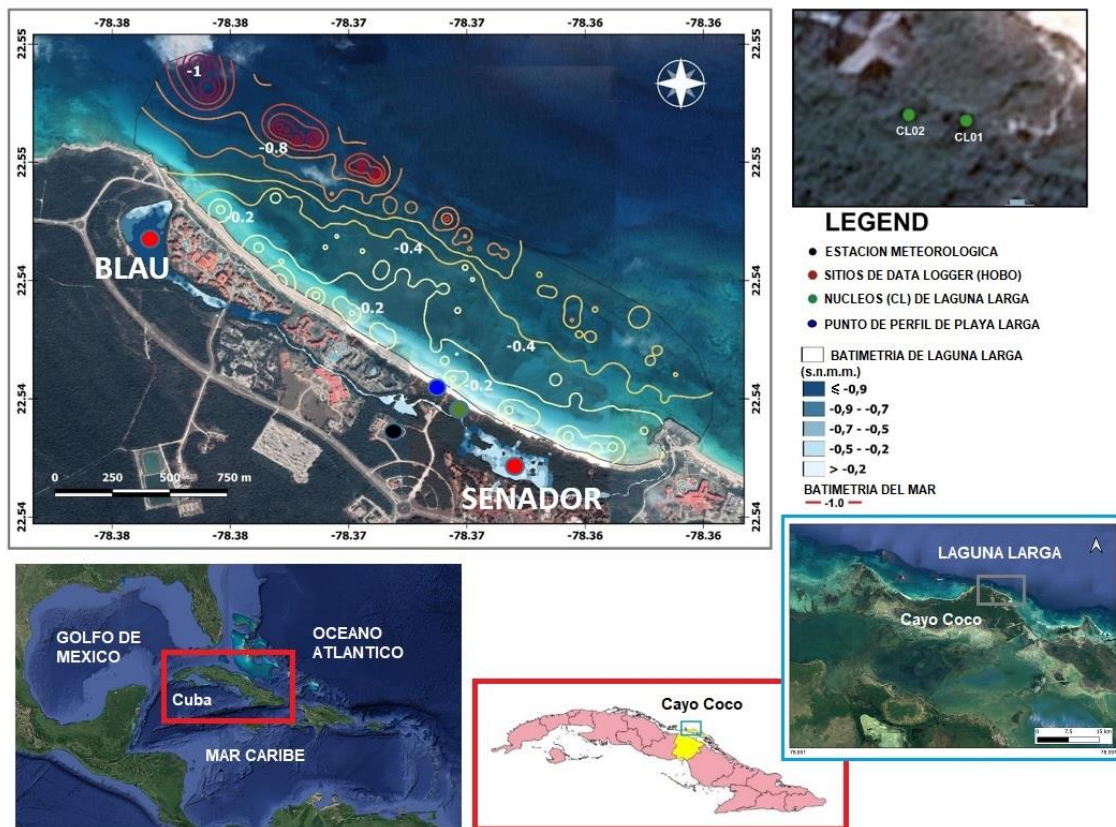 -78.38
-78.38
-78.37
-78.37
-78.36
-78.36
22.55
22.55
22.54
22.54
22.54
22.55
22.55
22.54
22.54
22.54
-1
-0.8
-0.2
-0.4
-0.2
-0.4
-0.2
BLAU
SENADOR
0 250 500 750 m
-78.38
-78.38
-78.37
-78.37
-78.36
-78.36
CL02
CL01
LEGEND
ESTACION METEOROLOGICA
SITIOS DE DATA LOGGER (HOBO)
NUCLEOS (CL) DE LAGUNA LARGA
PUNTO DE PERFIL DE PLAYA LARGA
BATIMETRIA DE LAGUNA LARGA
(s.n.m.m.)
⩽ -0,9
-0,9 - -0,7
-0,7 - -0,5
-0,5 - -0,2
> -0,2
BATIMETRIA DEL MAR
-1.0
LAGUNA LARGA
Cayo Coco
0 7.5 15 km
GOLFO DE
MEXICO
OCEANO
ATLANTICO
Cuba
MAR CARIBE
Cayo Coco